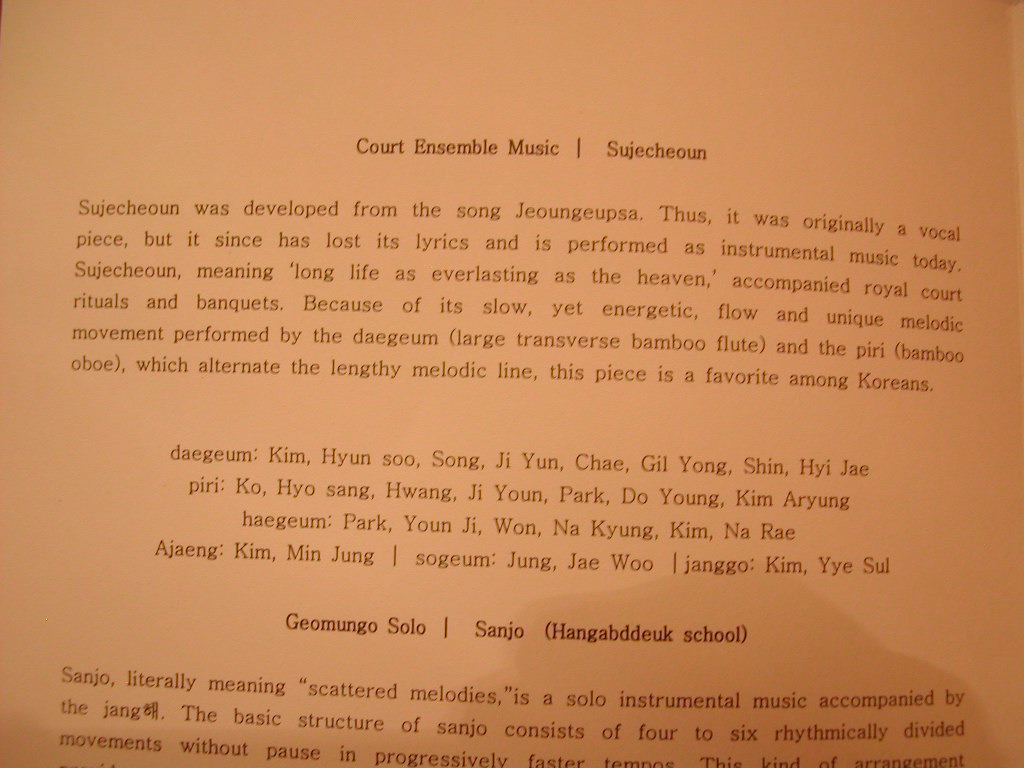 Court Ensemble Music | Sujecheoun
Sujecheoun was developed from the song Jeoungeupsa. Thus, it was originally a vocal
piece, but it since has lost its lyrics and is performed as instrumental music today.
Sujecheoun, meaning ‘long life as everlasting as the heaven,’ accompanied royal court
rituals and banquets. Because of its slow, yet energetic, flow and unique melodic
movement performed by the daegeum (large transverse bamboo flute) and the piri (bamboo
oboe), which alternate the lengthy melodic line, this piece is a favorite among Koreans.
daegeum: Kim, Hyun soo, Song, Ji Yun, Chae, Gil Yong, Shin, Hyi Jae
piri: Ko, Hyo sang, Hwang, Ji Youn, Park, Do Young, Kim Aryung
haegeum: Park, Youn Ji, Won, Na Kyung, Kim, Na Rae
Ajaeng: Kim, Min Jung | sogeum: Jung, Jae Woo | janggo: Kim, Yye Sul
Geomungo Solo | Sanjo (Hangabddeuk school)
Sanjo, literally meaning “scattered melodies,”is a solo instrumental music accompanied by
the jang해. The basic structure of sanjo consists of four to six rhythmically divided
movements without pause in progressively faster tempos. This kind of arrangement